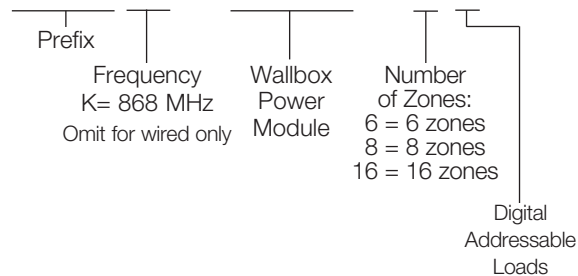 Prefix
Frequency
K= 868 MHz
Omit for wired only
Wallbox
Power
Module
Number
of Zones:
6 = 6 zones
8 = 8 zones
16 = 16 zones
Digital
Addressable
Loads